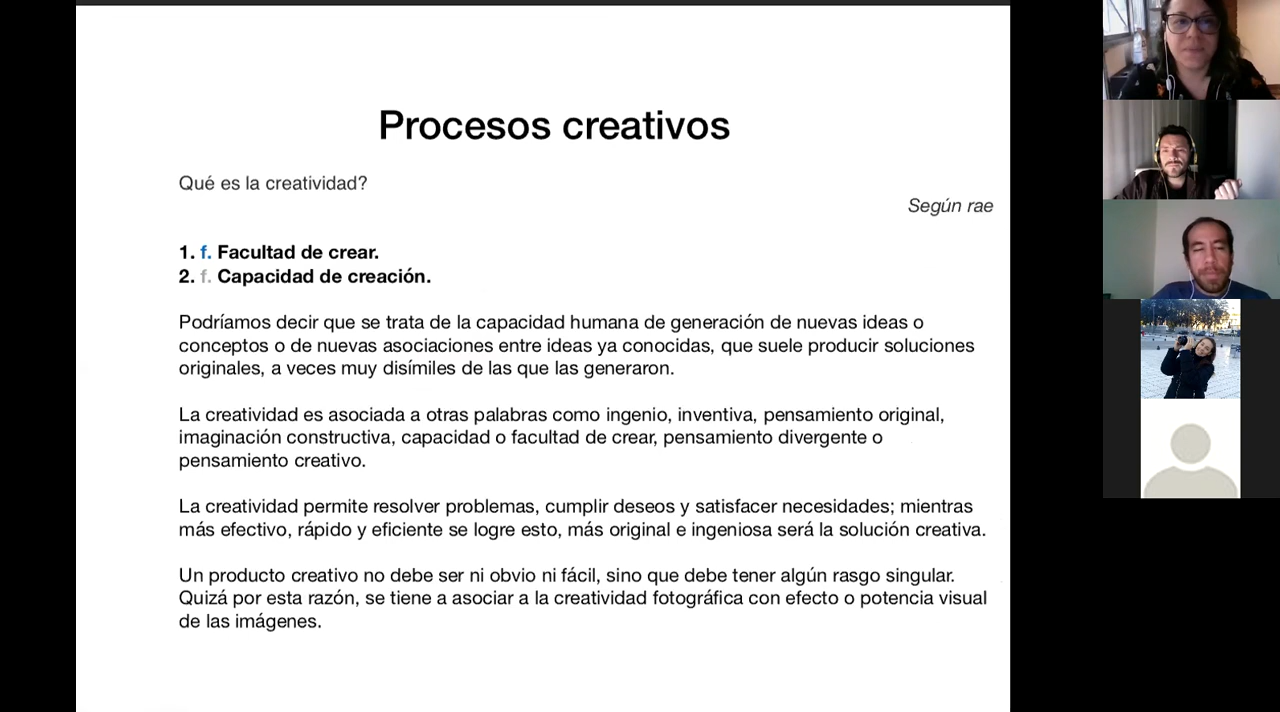 Procesos creativos
Qué es la creatividad?
Según rae
1. f. Facultad de crear.
2. f. Capacidad de creación.
Podríamos decir que se trata de la capacidad humana de generación de nuevas ideas o
conceptos o de nuevas asociaciones entre ideas ya conocidas, que suele producir soluciones
originales, a veces muy disímiles de las que las generaron.
La creatividad es asociada a otras palabras como ingenio, inventiva, pensamiento original,
imaginación constructiva, capacidad o facultad de crear, pensamiento divergente o
pensamiento creativo.
La creatividad permite resolver problemas, cumplir deseos y satisfacer necesidades; mientras
más efectivo, rápido y eficiente se logre esto, más original e ingeniosa será la solución creativa.
Un producto creativo no debe ser ni obvio ni fácil, sino que debe tener algún rasgo singular.
Quizá por esta razón, se tiene a asociar a la creatividad fotográfica con efecto o potencia visual
de las imágenes.